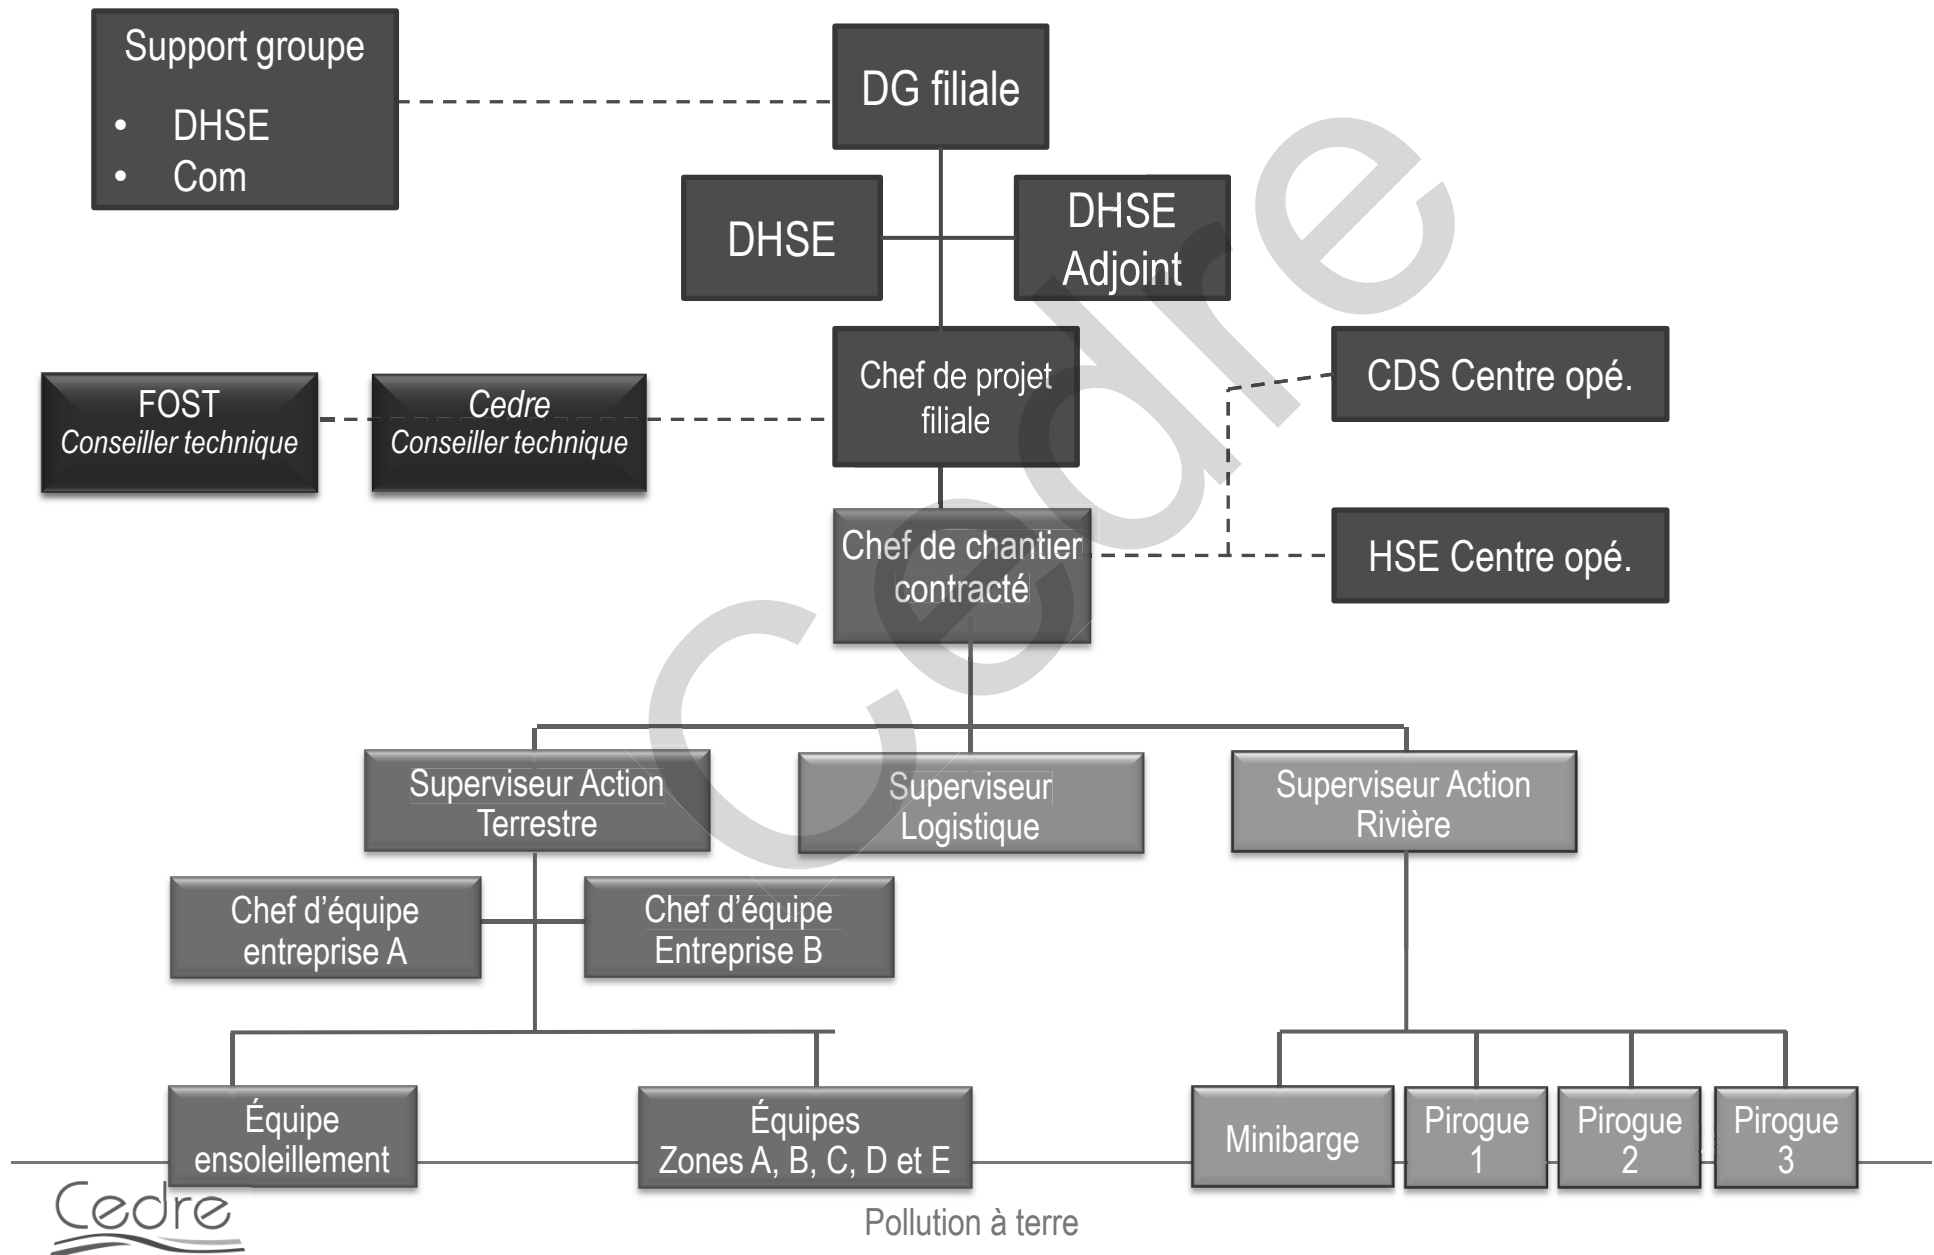 Support groupe
• DHSE
• Com
DG filiale
DHSE
DHSE
Adjoint
Chef de projet
filiale
CDS Centre opé.
FOST
Conseiller technique
Cedre
Conseiller technique
Chef de chantier
contracté
HSE Centre opé.
Superviseur Action
Terrestre
Superviseur
Logistique
Superviseur Action
Rivière
Chef d’équipe
entreprise A
Chef d’équipe
Entreprise B
Équipe
ensoleillement
Équipes
Zones A, B, C, D et E
Minibarge
Pirogue
1
Pirogue
2
Pirogue
3
Cedre
Pollution à terre
Cedre